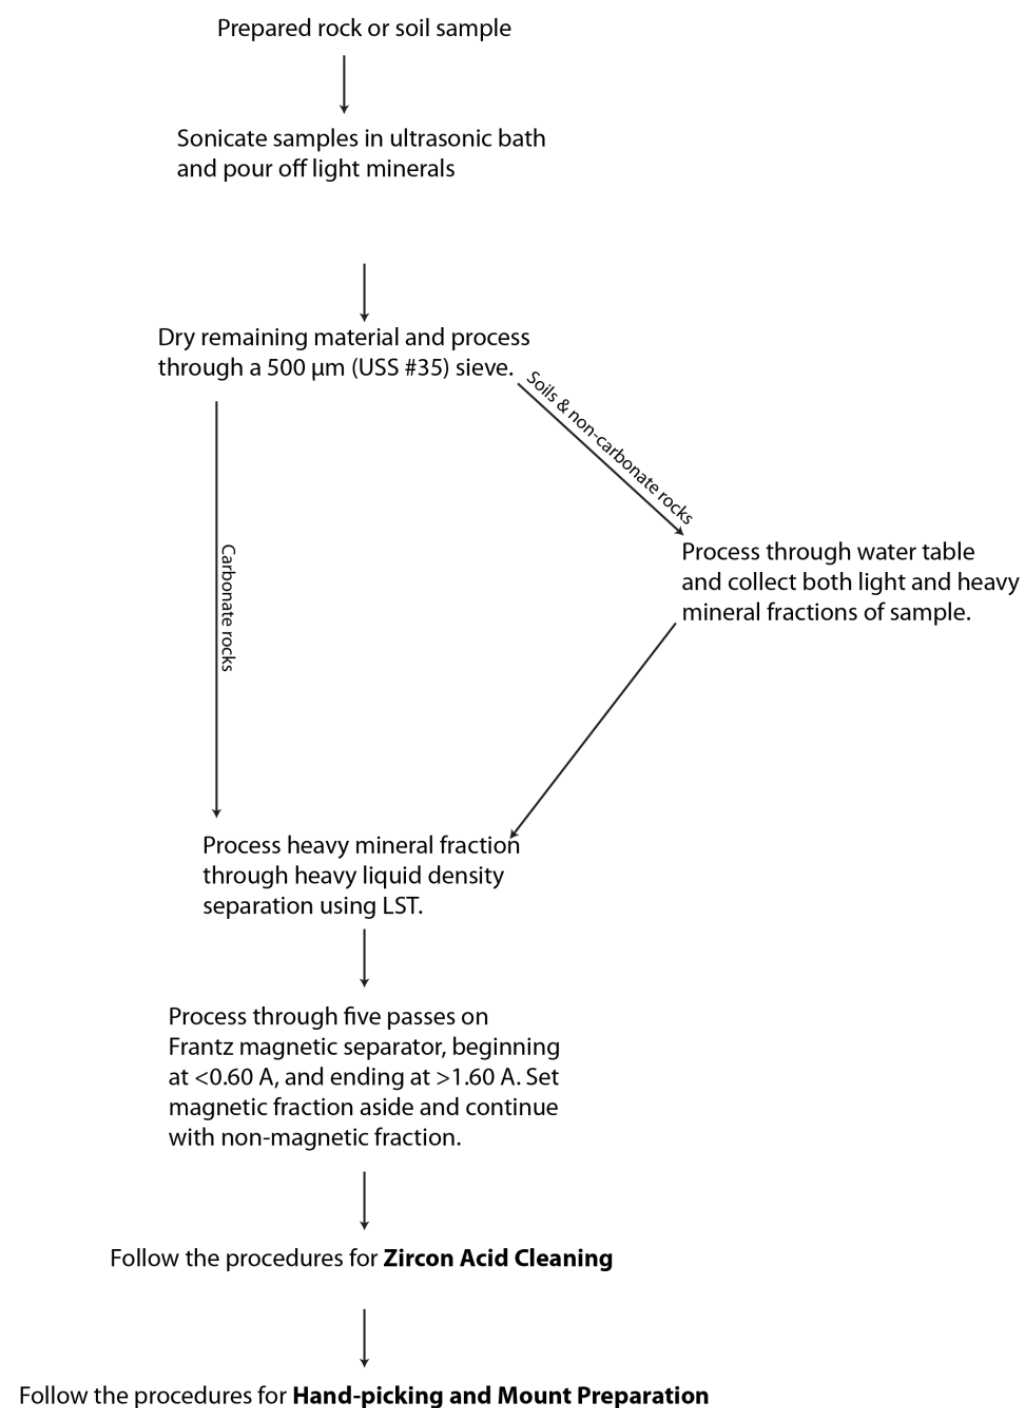 Prepared rock or soil sample
Sonicate samples in ultrasonic bath
and pour off light minerals
Dry remaining material and process
through a 500 µm (USS #35) sieve.
Soils & non-carbonate rocks
Carbonate rocks
Process through water table
and collect both light and heavy
mineral fractions of sample.
Process heavy mineral fraction
through heavy liquid density
separation using LST.
Process through five passes on
Frantz magnetic separator, beginning
at <0.60 A, and ending at >1.60 A. Set
magnetic fraction aside and continue
with non-magnetic fraction.
Follow the procedures for Zircon Acid Cleaning
Follow the procedures for Hand-picking and Mount Preparation